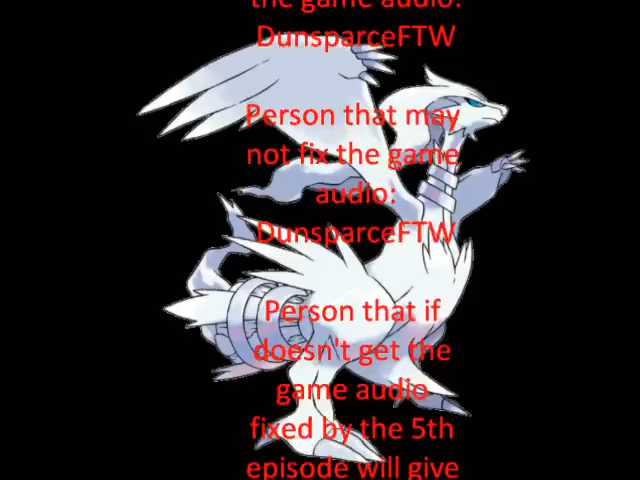 the game audio:
DunsparceFTW
Person that may
not fix the game
audio:
DunsparceFTW
Person that if
doesn't get the
game audio
fixed by the 5th
episode will give